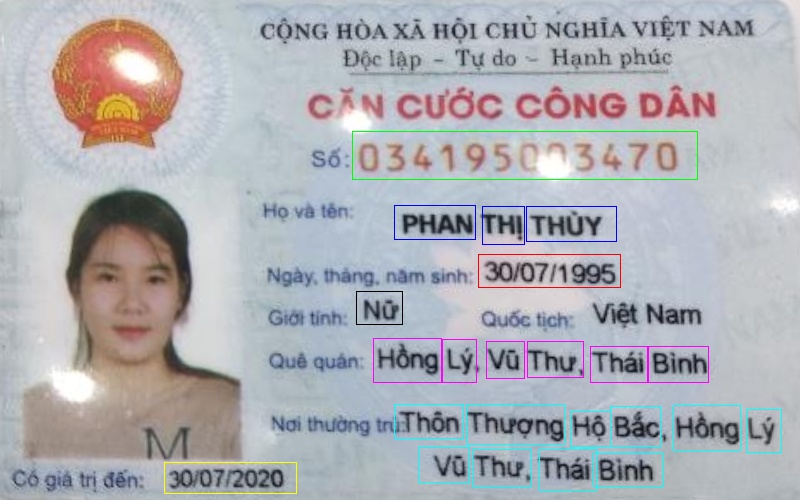 CỘNG HÒA XÃ HỘI CHỦ NGHĨA VIỆT NAM
Độc lập - Tự do - Hạnh phúc
CĂN CƯỚC CÔNG DÂN
Số: 034195003470
Họ và tên: PHAN THỊ THÙY
Ngày, tháng, năm sinh: 30/07/1995
Giới tính: Nữ Quốc tịch: Việt Nam
Quê quán: Hồng Lý, Vũ Thư, Thái Bình
Nơi thường trú: Thôn Thượng Hộ Bắc, Hồng Lý
Vũ Thư, Thái Bình
M
Có giá trị đến: 30/07/2020